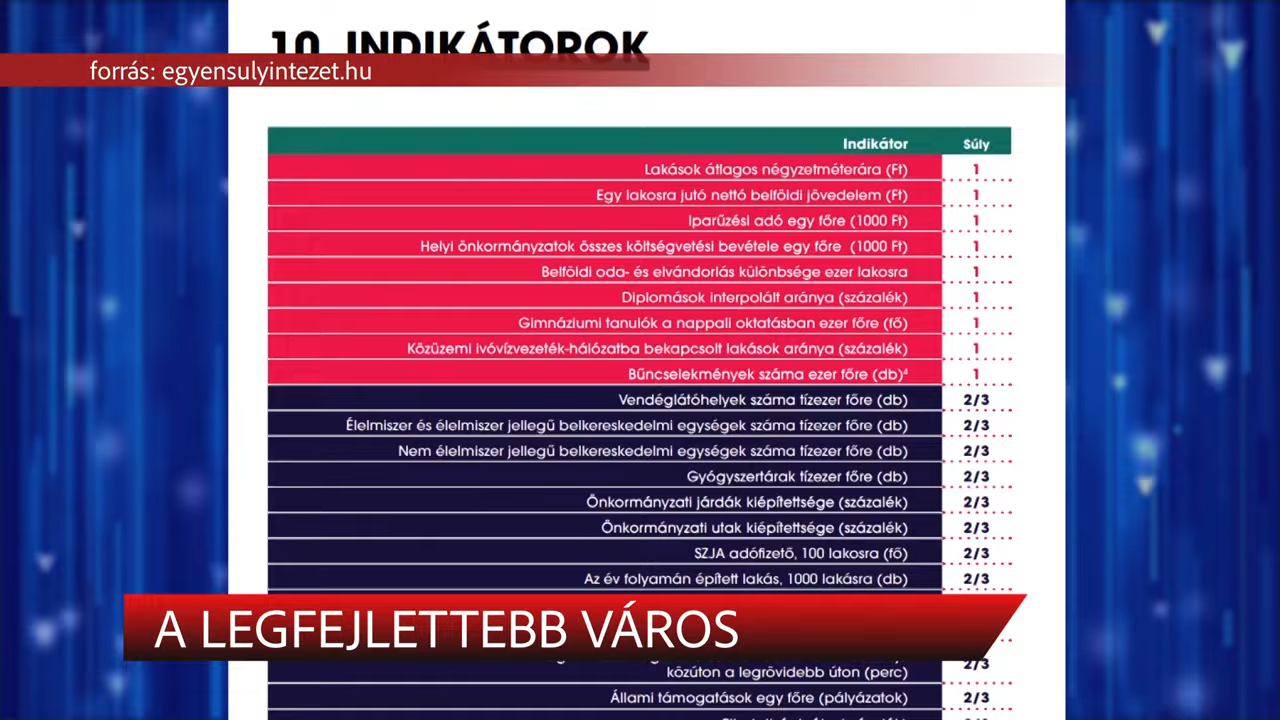 10. INDIKÁTOROK
forrás: egyensulyintezet.hu
Indikátor Súly
Lakások átlagos négyzetméterára (Ft) 1
Egy lakosra jutó nettó belföldi jövedelem (Ft) 1
Iparűzési adó egy főre (1000 Ft) 1
Helyi önkormányzatok összes költségvetési bevétele egy főre (1000 Ft) 1
Belföldi oda- és elvándorlás különbsége ezer lakosra 1
Diplomások interpolált aránya (százalék) 1
Gimnáziumi tanulók a nappali oktatásban ezer főre (fő) 1
Közüzemi ivóvízvezeték-hálózatba bekapcsolt lakások aránya (százalék) 1
Bűncselekmények száma ezer főre (db)⁴ 1
Vendéglátóhelyek száma tízezer főre (db) 2/3
Élelmiszer és élelmiszer jellegű belkereskedelmi egységek száma tízezer főre (db) 2/3
Nem élelmiszer jellegű belkereskedelmi egységek száma tízezer főre (db) 2/3
Gyógyszertárak tízezer főre (db) 2/3
Önkormányzati járdák kiépítettsége (százalék) 2/3
Önkormányzati utak kiépítettsége (százalék) 2/3
SZJA adófizető, 100 lakosra (fő) 2/3
Az év folyamán épített lakás, 1000 lakásra (db) 2/3
A LEGFEJLETTEBB VÁROS
közúton a legrövidebb úton (perc) 2/3
Állami támogatások egy főre (pályázatok) 2/3